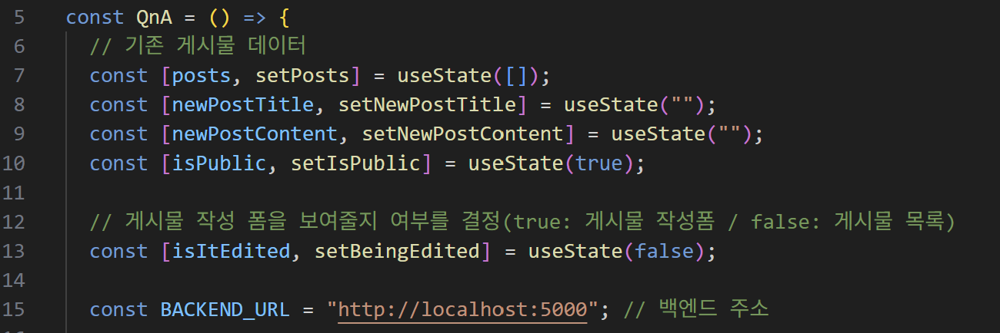 5 const QnA = () => {
6 // 기존 게시물 데이터
7 const [posts, setPosts] = useState([]);
8 const [newPostTitle, setNewPostTitle] = useState("");
9 const [newPostContent, setNewPostContent] = useState("");
10 const [isPublic, setIsPublic] = useState(true);
11
12 // 게시물 작성 폼을 보여줄지 여부를 결정(true: 게시물 작성폼 / false: 게시물 목록)
13 const [isItEdited, setBeingEdited] = useState(false);
14
15 const BACKEND_URL = "http://localhost:5000"; // 백엔드 주소